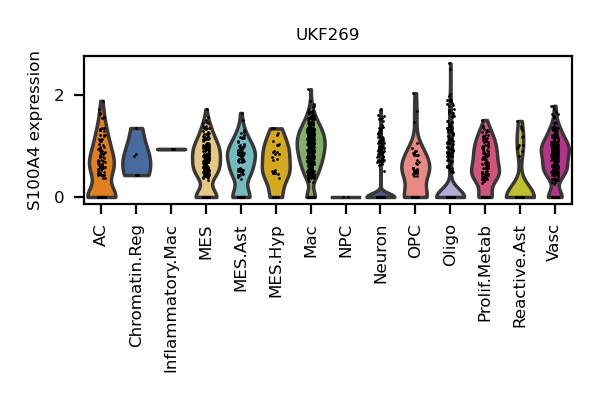 UKF269
S100A4 expression
2
0
AC
Chromatin.Reg
Inflammatory.Mac
MES
MES.Ast
MES.Hyp
Mac
NPC
Neuron
OPC
Oligo
Prolif.Metab
Reactive.Ast
Vasc